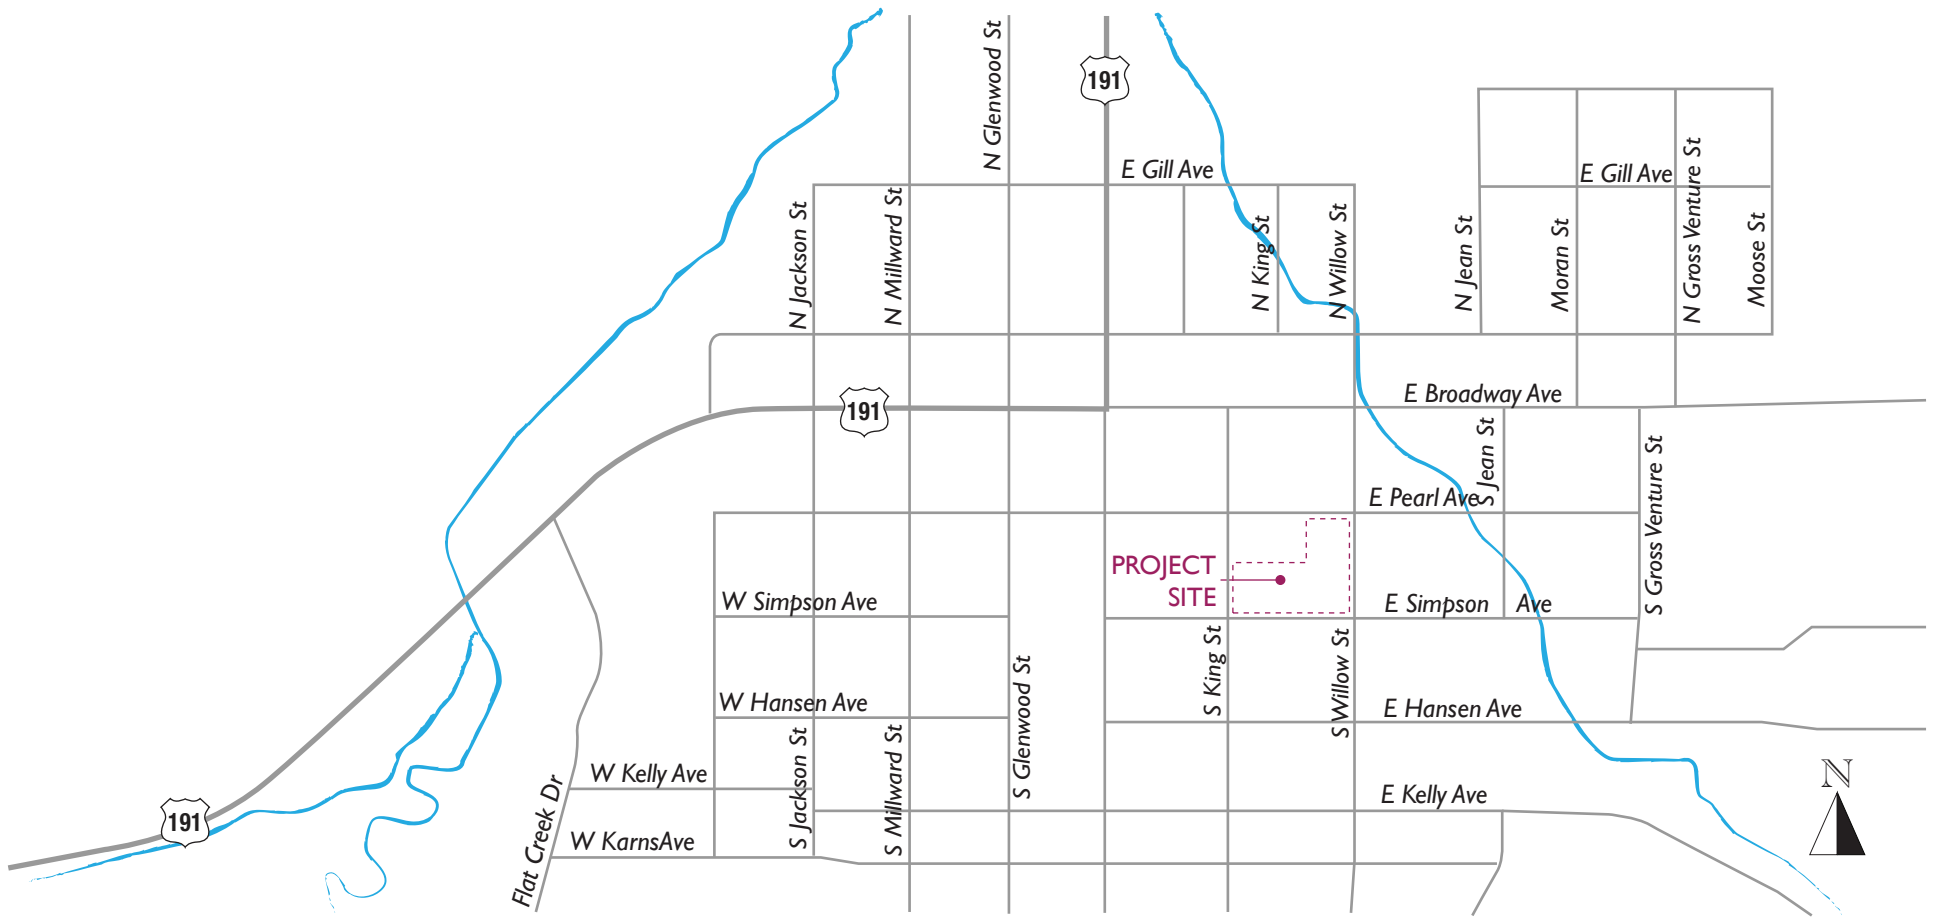 N Glenwood St
191
E Gill Ave
E Gill Ave
N Jackson St
N Millward St
N King St
N Willow St
N Jean St
Moran St
N Gross Venture St
Moose St
191
E Broadway Ave
S Jean St
S Gross Venture St
E Pearl Ave
PROJECT
SITE
W Simpson Ave
E Simpson Ave
S King St
S Willow St
S Glenwood St
W Hansen Ave
E Hansen Ave
S Jackson St
S Millward St
W Kelly Ave
E Kelly Ave
N
191
Flat Creek Dr
W KarnsAve